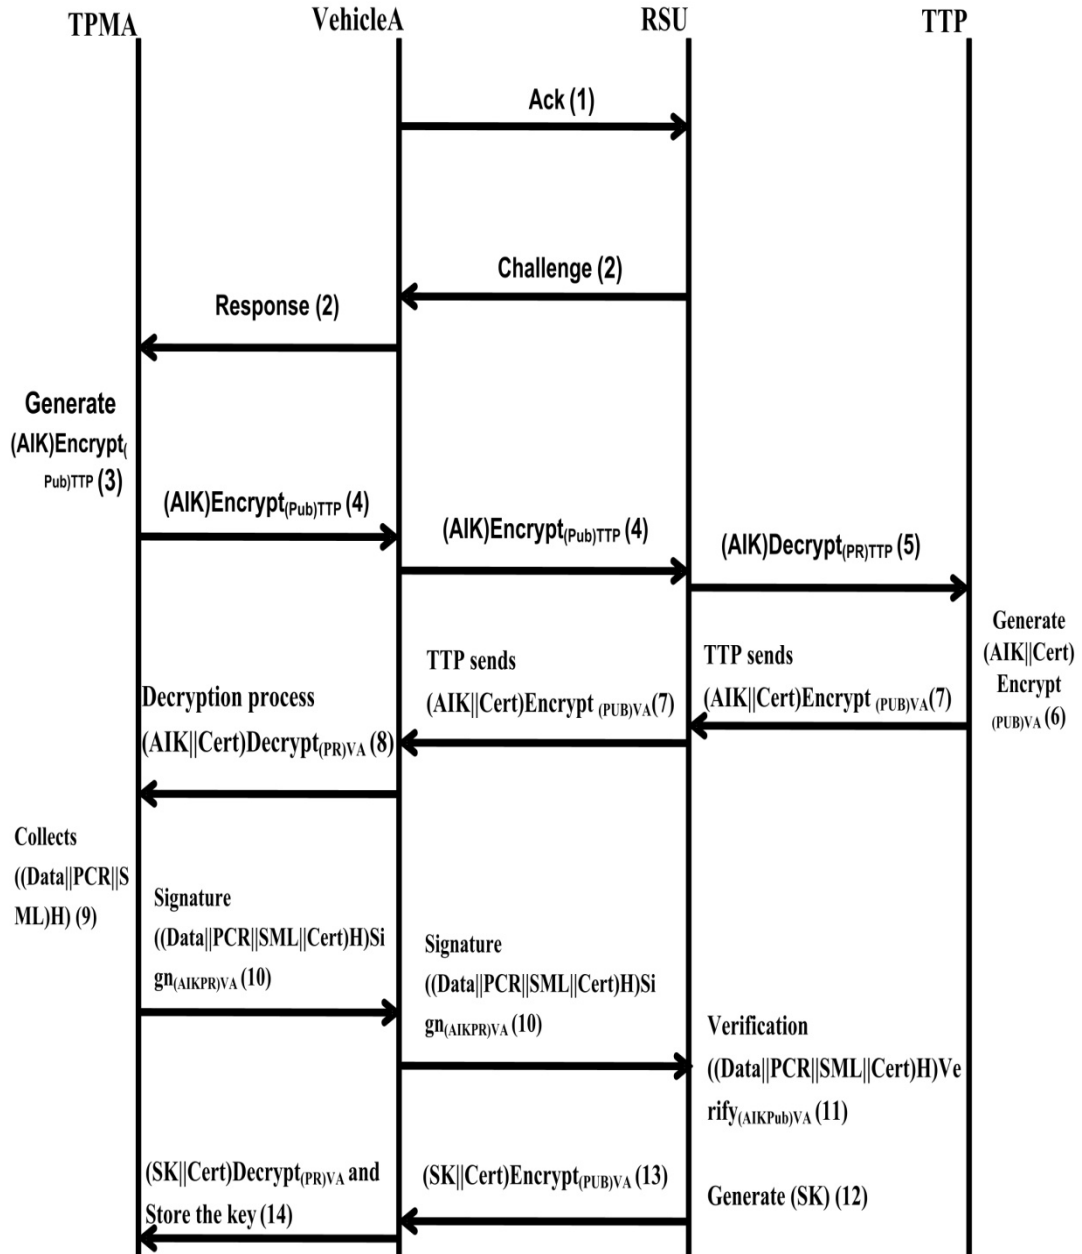 TPMA
VehicleA
RSU
TTP
Ack (1)
Challenge (2)
Response (2)
Generate
(AIK)Encrypt(
Pub)TTP (3)
(AIK)Encrypt(Pub)TTP (4)
(AIK)Encrypt(Pub)TTP (4)
(AIK)Decrypt(PR)TTP (5)
Generate
(AIK||Cert)
Encrypt
(PUB)VA (6)
TTP sends
(AIK||Cert)Encrypt (PUB)VA(7)
TTP sends
(AIK||Cert)Encrypt (PUB)VA(7)
Decryption process
(AIK||Cert)Decrypt(PR)VA (8)
Collects
((Data||PCR||S
ML)H) (9)
Signature
((Data||PCR||SML||Cert)H)Si
gn(AIKPR)VA (10)
Signature
((Data||PCR||SML||Cert)H)Si
gn(AIKPR)VA (10)
Verification
((Data||PCR||SML||Cert)H)Ve
rify(AIKPub)VA (11)
Generate (SK) (12)
(SK||Cert)Encrypt(PUB)VA (13)
(SK||Cert)Decrypt(PR)VA and
Store the key (14)